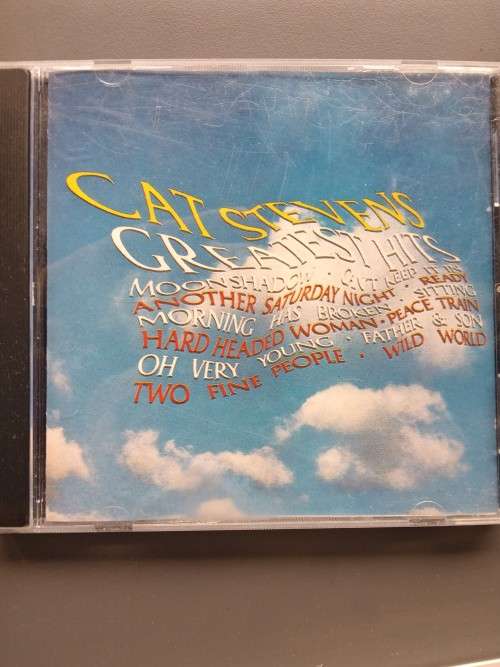 CAT STEVENS
GREATEST HITS
MOONSHADOW · CAN'T KEEP IT IN
ANOTHER SATURDAY NIGHT · READY
MORNING HAS BROKEN · SITTING
HARD HEADED WOMAN · PEACE TRAIN
OH VERY YOUNG · FATHER & SON
TWO FINE PEOPLE · WILD WORLD